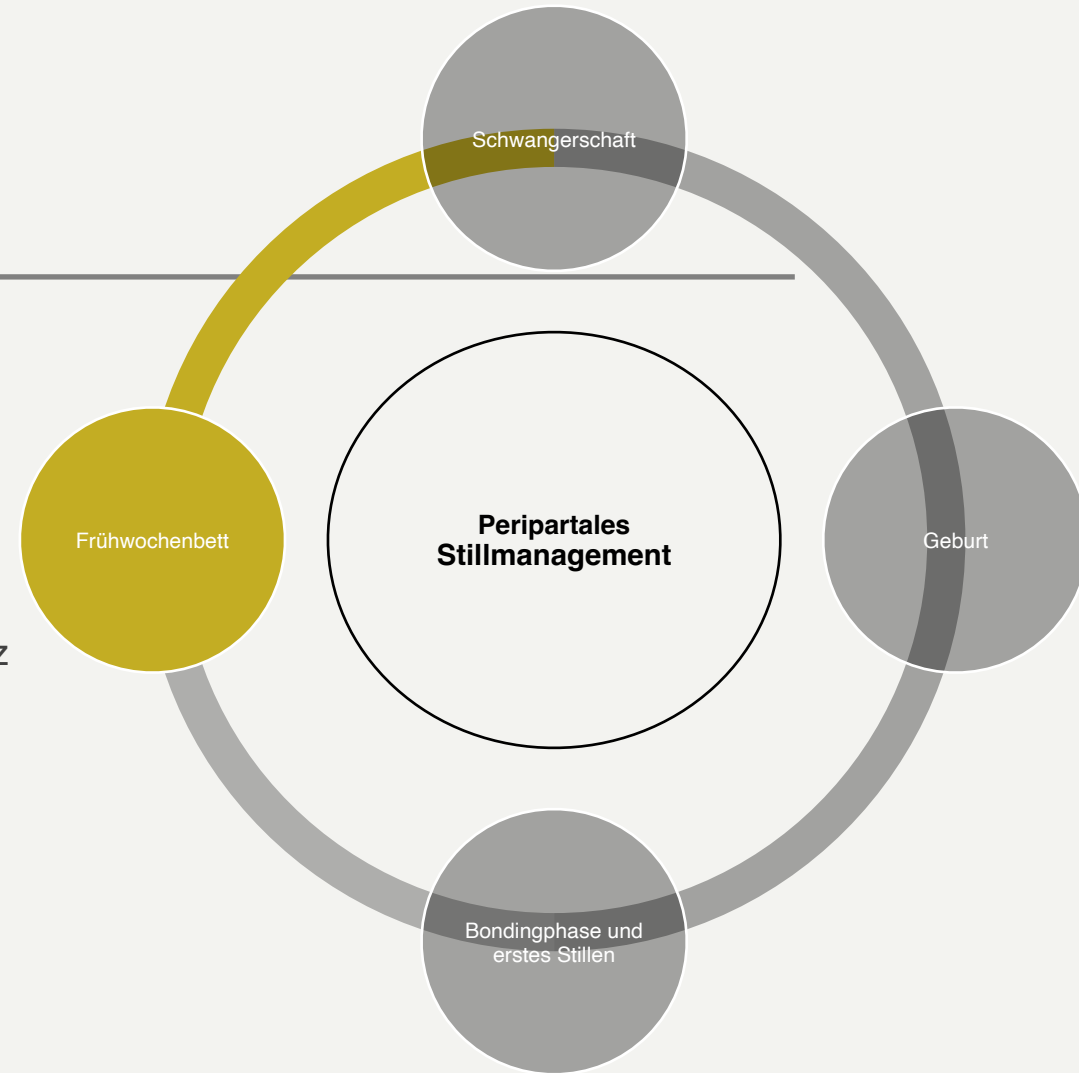 Schwangerschaft
Frühwochenbett
Peripartales
Stillmanagement
Geburt
z
Bondingphase und
erstes Stillen